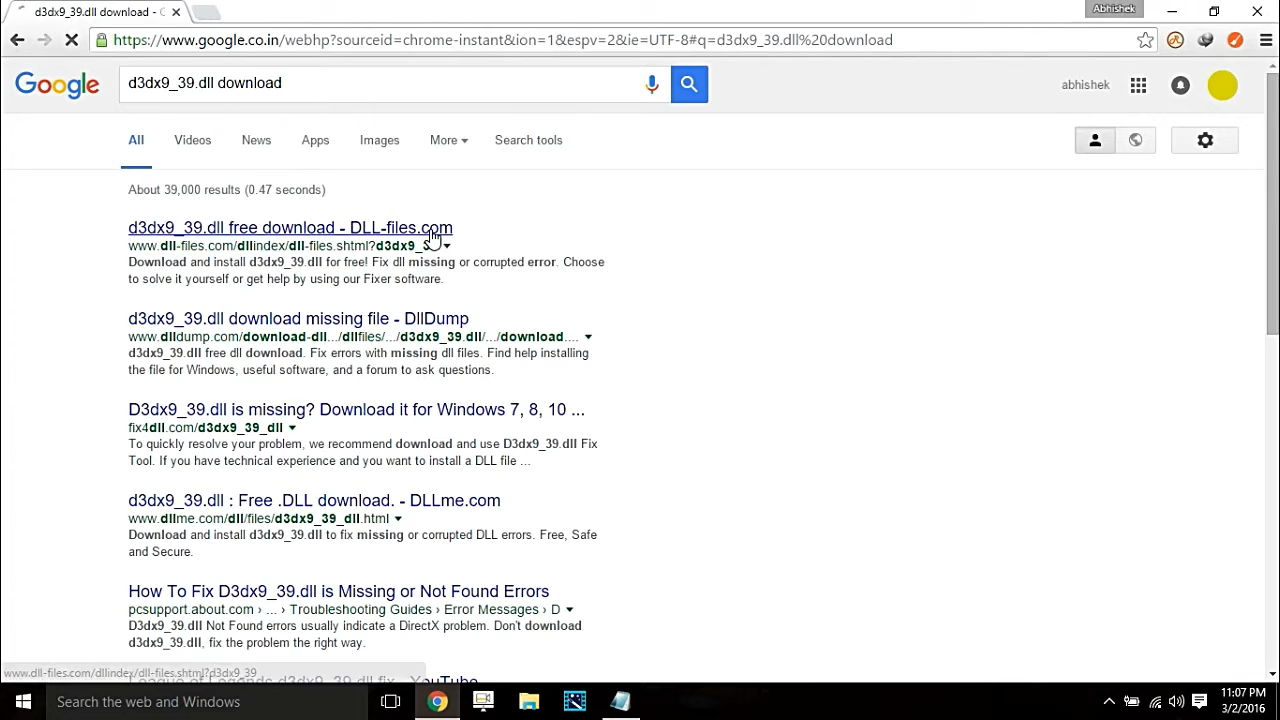 d3dx9_39.dll download - G
Abhishek
https://www.google.co.in/webhp?sourceid=chrome-instant&ion=1&espv=2&ie=UTF-8#q=d3dx9_39.dll%20download
Google
d3dx9_39.dll download
abhishek
All Videos News Apps Images More Search tools
About 39,000 results (0.47 seconds)
d3dx9_39.dll free download - DLL-files.com
www.dll-files.com/dllindex/dll-files.shtml?d3dx9_3
Download and install d3dx9_39.dll for free! Fix dll missing or corrupted error. Choose
to solve it yourself or get help by using our Fixer software.
d3dx9_39.dll download missing file - DllDump
www.dlldump.com/download-dll.../dllfiles/.../d3dx9_39.dll/.../download....
d3dx9_39.dll free dll download. Fix errors with missing dll files. Find help installing
the file for Windows, useful software, and a forum to ask questions.
D3dx9_39.dll is missing? Download it for Windows 7, 8, 10 ...
fix4dll.com/d3dx9_39_dll
To quickly resolve your problem, we recommend download and use D3dx9_39.dll Fix
Tool. If you have technical experience and you want to install a DLL file ...
d3dx9_39.dll : Free .DLL download. - DLLme.com
www.dllme.com/dll/files/d3dx9_39_dll.html
Download and install d3dx9_39.dll to fix missing or corrupted DLL errors. Free, Safe
and Secure.
How To Fix D3dx9_39.dll is Missing or Not Found Errors
pcsupport.about.com › ... › Troubleshooting Guides › Error Messages › D
D3dx9_39.dll Not Found errors usually indicate a DirectX problem. Don't download
d3dx9_39.dll, fix the problem the right way.
www.dll-files.com/dllindex/dll-files.shtml?d3dx9_39
League of Legends d3dx9_39.dll fix - YouTube
Search the web and Windows
11:07 PM
3/2/2016